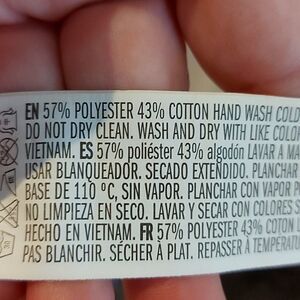 EN 57% POLYESTER 43% COTTON HAND WASH COLD
DO NOT DRY CLEAN. WASH AND DRY WITH LIKE COLO
VIETNAM. ES 57% poliéster 43% algodón LAVAR A MA
USAR BLANQUEADOR. SECADO EXTENDIDO. PLANCHAR
BASE DE 110 ºC, SIN VAPOR. PLANCHAR CON VAPOR P
NO LIMPIEZA EN SECO. LAVAR Y SECAR CON COLORES S
HECHO EN VIETNAM. FR 57% POLYESTER 43% COTON L
PAS BLANCHIR. SÉCHER À PLAT. REPASSER À TEMPÉRATU